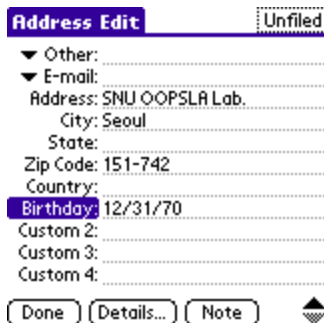 Address Edit Unfiled
Other:
E-mail:
Address: SNU OOPSLA Lab.
City: Seoul
State:
Zip Code: 151-742
Country:
Birthday: 12/31/70
Custom 2:
Custom 3:
Custom 4:
Done Details... Note